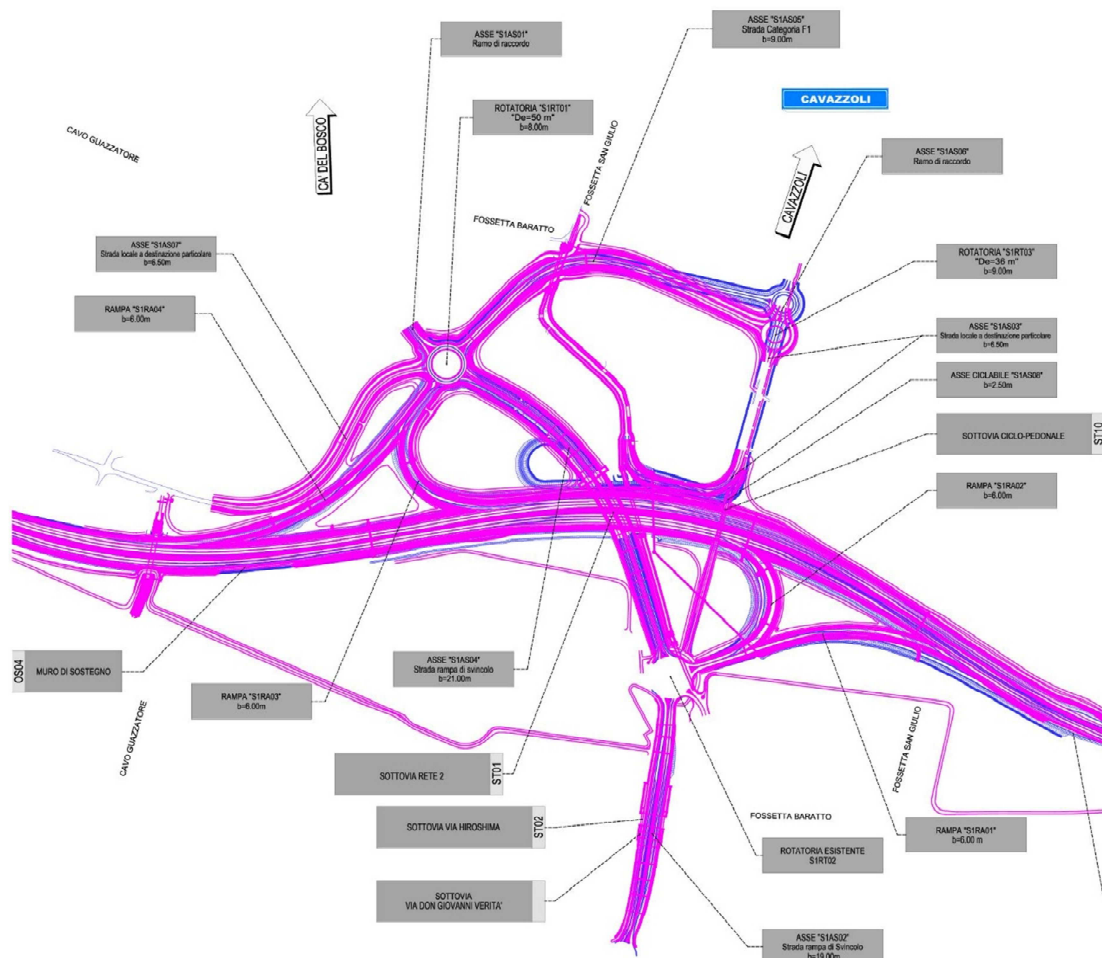 ASSE "S1AS01"
Ramo di raccordo
ASSE "S1AS05"
Strada Categoria F1
b=9.00m
CAVAZZOLI
ROTATORIA "S1RT01"
"De=50 m"
b=8.00m
CAVO GUAZZATORE
CA' DEL BOSCO
FOSSETTA SAN GIULIO
FOSSETTA BARATTO
CAVAZZOLI
ASSE "S1AS06"
Ramo di raccordo
ASSE "S1AS07"
Strada locale a destinazione particolare
b=6.50m
ROTATORIA "S1RT03"
"De=36 m"
b=9.00m
RAMPA "S1RA04"
b=6.00m
ASSE "S1AS03"
Strada locale a destinazione particolare
b=6.50m
ASSE CICLABILE "S1AS08"
b=2.50m
SOTTOVIA CICLO-PEDONALE
ST10
RAMPA "S1RA02"
b=6.00m
OS04
MURO DI SOSTEGNO
ASSE "S1AS04"
Strada rampa di svincolo
b=21.00m
RAMPA "S1RA03"
b=6.00m
CAVO GUAZZATORE
FOSSETTA SAN GIULIO
SOTTOVIA RETE 2
ST01
SOTTOVIA VIA HIROSHIMA
ST02
FOSSETTA BARATTO
RAMPA "S1RA01"
b=6.00 m
ROTATORIA ESISTENTE
S1RT02
SOTTOVIA
VIA DON GIOVANNI VERITA'
ASSE "S1AS02"
Strada rampa di Svincolo
b=19.00m